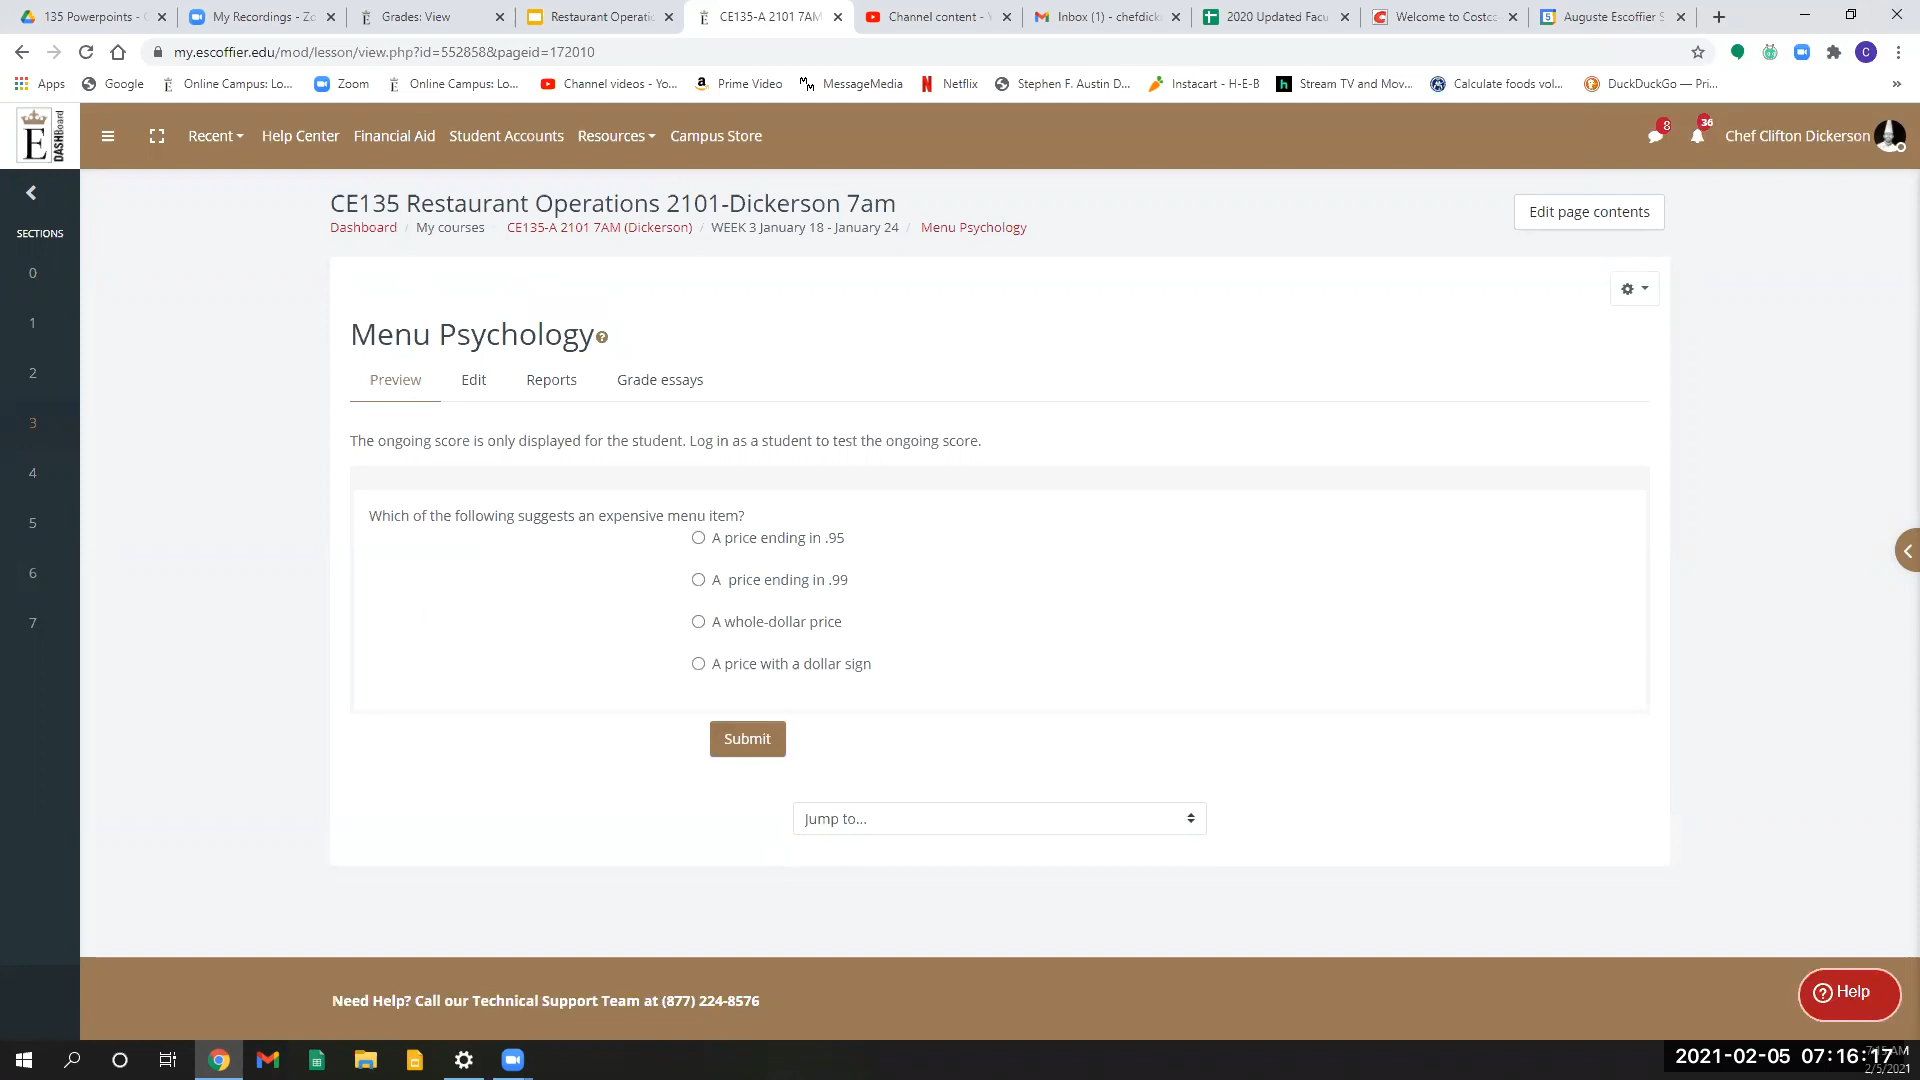 135 Powerpoints - 
My Recordings - Zo
Grades: View
Restaurant Operatio
CE135-A 2101 7AM
Channel content - Y
Inbox (1) - chefdick
2020 Updated Facu
Welcome to Costco
Auguste Escoffier S
my.escoffier.edu/mod/lesson/view.php?id=552858&pageid=172010
C
Apps
Google
Online Campus: Lo...
Zoom
Online Campus: Lo...
Channel videos - Yo...
Prime Video
MessageMedia
Netflix
Stephen F. Austin D...
Instacart - H-E-B
Stream TV and Mov...
Calculate foods vol...
DuckDuckGo — Pri...
E DASHBoard
Recent
Help Center
Financial Aid
Student Accounts
Resources
Campus Store
8
36
Chef Clifton Dickerson
CE135 Restaurant Operations 2101-Dickerson 7am
Dashboard / My courses CE135-A 2101 7AM (Dickerson) / WEEK 3 January 18 - January 24 / Menu Psychology
Edit page contents
SECTIONS
0
1
2
3
4
5
6
7
Menu Psychology
Preview
Edit
Reports
Grade essays
The ongoing score is only displayed for the student. Log in as a student to test the ongoing score.
Which of the following suggests an expensive menu item?
A price ending in .95
A price ending in .99
A whole-dollar price
A price with a dollar sign
Submit
Jump to...
Need Help? Call our Technical Support Team at (877) 224-8576
Help
2021-02-05 07:16:17
2/5/2021